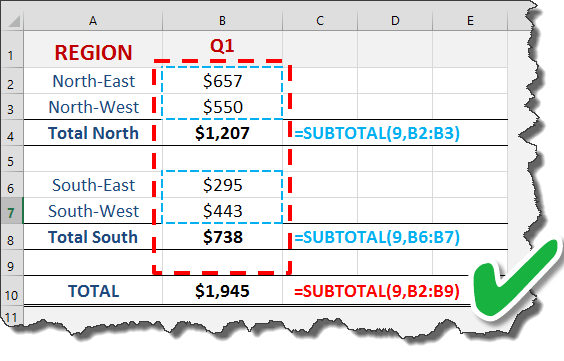 A B C D E
1 REGION Q1
2 North-East $657
3 North-West $550
4 Total North $1,207 =SUBTOTAL(9,B2:B3)
5
6 South-East $295
7 South-West $443
8 Total South $738 =SUBTOTAL(9,B6:B7)
9
10 TOTAL $1,945 =SUBTOTAL(9,B2:B9)
11